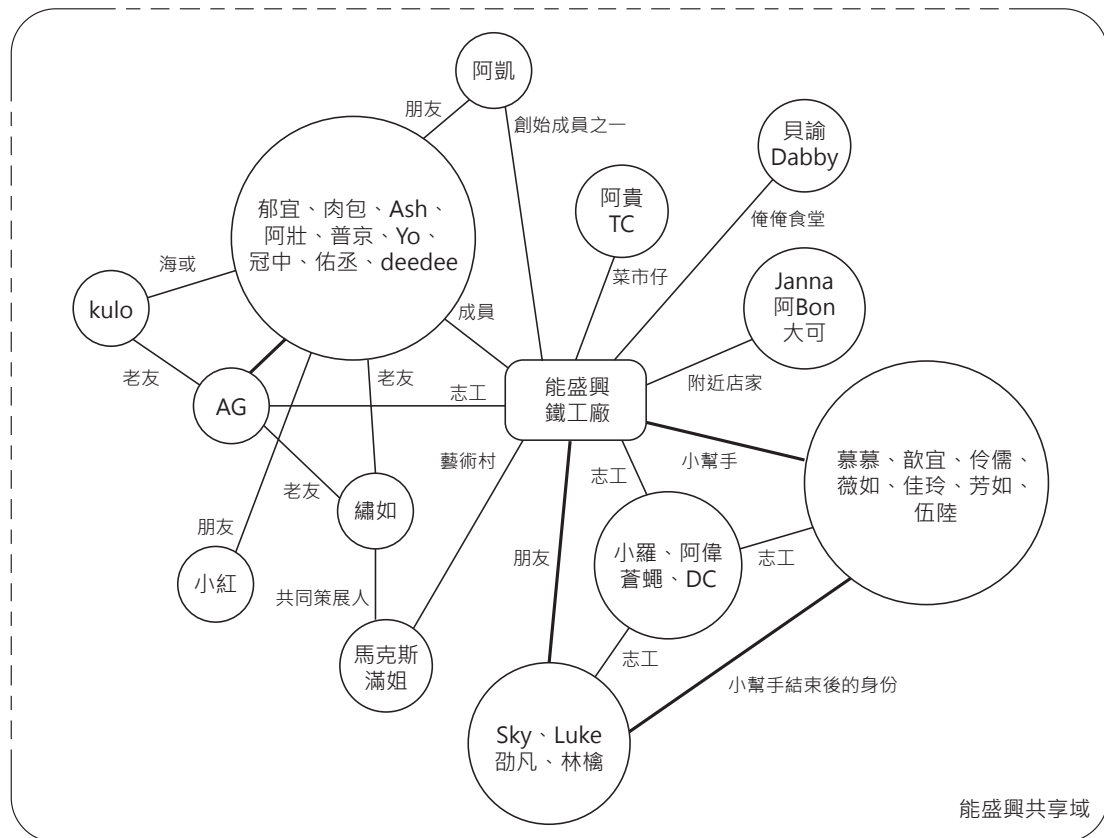 阿凱
朋友
創始成員之一
貝諭
Dabby
阿貴
TC
郁宜、肉包、Ash、
阿壯、普京、Yo、
冠中、佑丞、deedee
俺俺食堂
海或
菜市仔
Janna
阿Bon
大可
kulo
成員
老友
老友
附近店家
能盛興
鐵工廠
AG
志工
藝術村
小幫手
慕慕、歆宜、伶儒、
薇如、佳玲、芳如、
伍陸
志工
老友
繡如
朋友
朋友
小羅、阿偉
蒼蠅、DC
志工
小紅
共同策展人
馬克斯
滿姐
志工
小幫手結束後的身份
Sky、Luke
劭凡、林檎
能盛興共享域